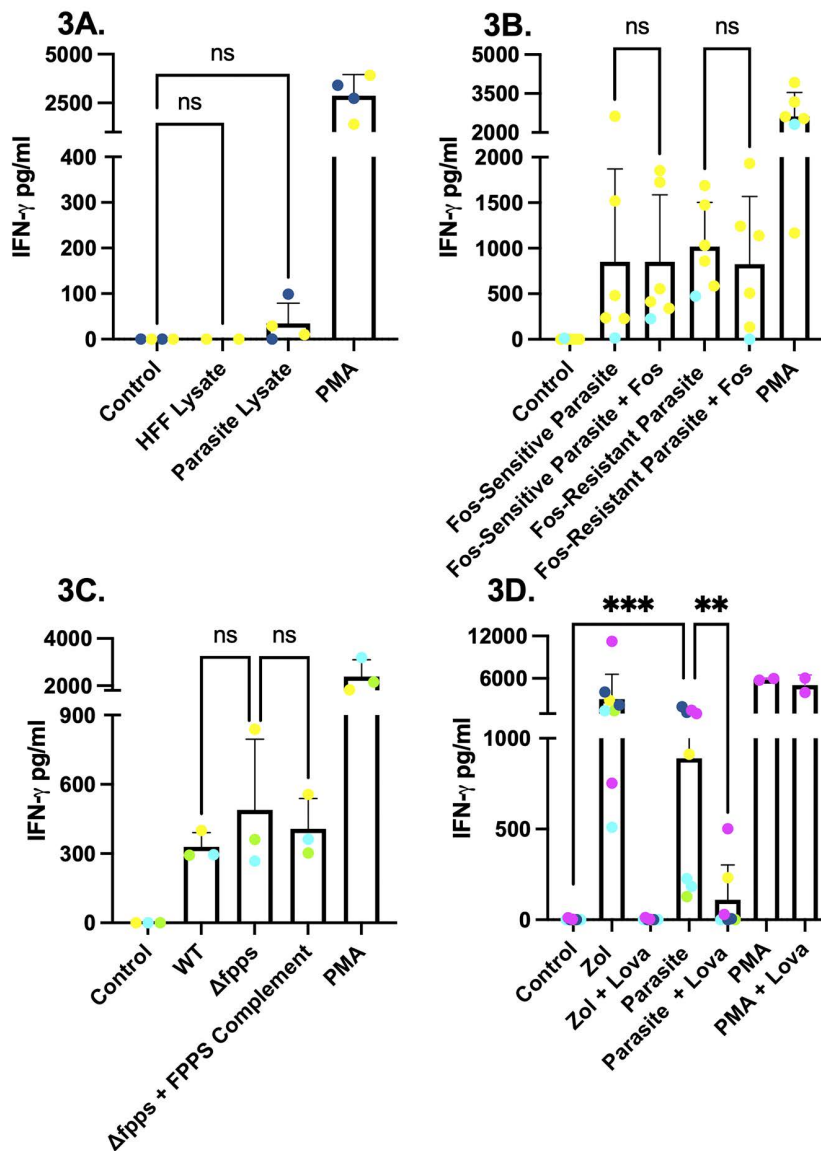 3A.
ns
ns
5000
2500
400
300
200
100
0
IFN-γ pg/ml
Control
HFF Lysate
Parasite Lysate
PMA
3B.
ns
ns
5000
3500
2000
2000
1500
1000
500
0
IFN-γ pg/ml
Control
Fos-Sensitive Parasite
Fos-Sensitive Parasite + Fos
Fos-Resistant Parasite
Fos-Resistant Parasite + Fos
PMA
3C.
ns
ns
4000
2000
900
600
300
0
IFN-γ pg/ml
Control
WT
Δfpps
Δfpps + FPPS Complement
PMA
3D.
***
**
12000
6000
1000
500
0
IFN-γ pg/ml
Control
Zol
Zol + Lova
Parasite
Parasite + Lova
PMA
PMA + Lova